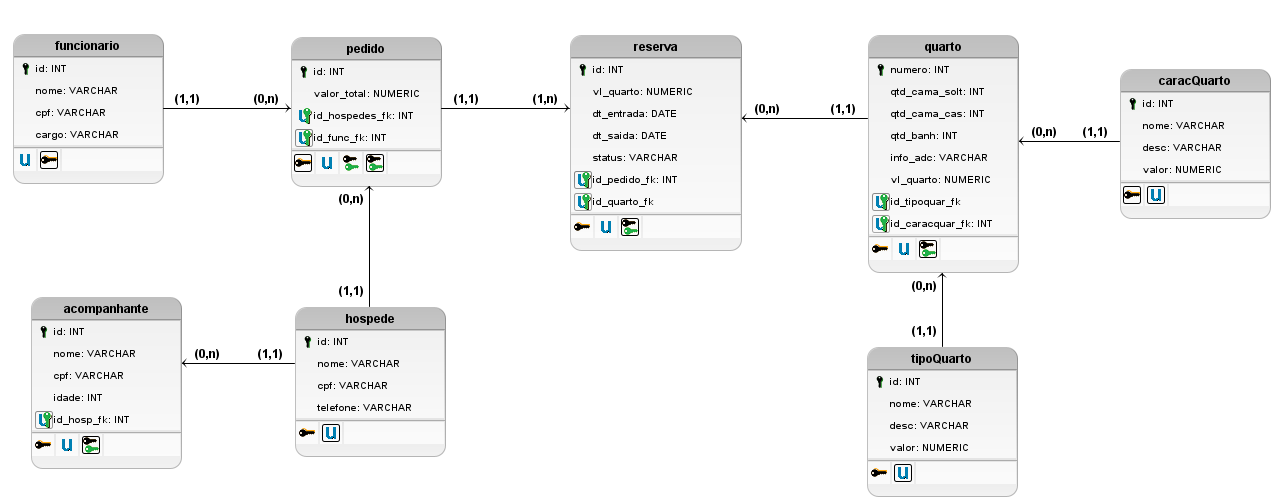 funcionario
id: INT
nome: VARCHAR
cpf: VARCHAR
cargo: VARCHAR
(1,1)
(0,n)
pedido
id: INT
valor_total: NUMERIC
id_hospedes_fk: INT
id_func_fk: INT
(1,1)
(1,n)
reserva
id: INT
vl_quarto: NUMERIC
dt_entrada: DATE
dt_saida: DATE
status: VARCHAR
id_pedido_fk: INT
id_quarto_fk
(0,n)
(1,1)
quarto
numero: INT
qtd_cama_solt: INT
qtd_cama_cas: INT
qtd_banh: INT
info_adc: VARCHAR
vl_quarto: NUMERIC
id_tipoquar_fk
id_caracquar_fk: INT
(0,n)
(1,1)
caracQuarto
id: INT
nome: VARCHAR
desc: VARCHAR
valor: NUMERIC
(0,n)
(1,1)
acompanhante
id: INT
nome: VARCHAR
cpf: VARCHAR
idade: INT
id_hosp_fk: INT
(0,n)
(1,1)
hospede
id: INT
nome: VARCHAR
cpf: VARCHAR
telefone: VARCHAR
(0,n)
(1,1)
tipoQuarto
id: INT
nome: VARCHAR
desc: VARCHAR
valor: NUMERIC